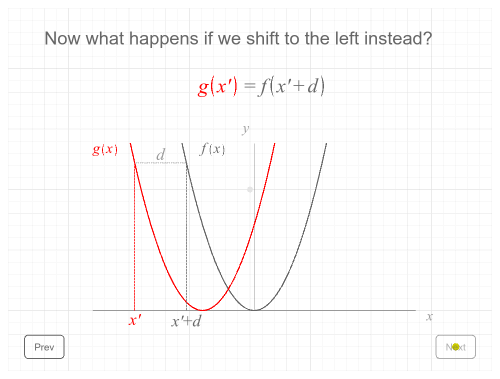 Now what happens if we shift to the left instead?
g(x′) = f(x′+d)
y
g(x) d f(x)
x′ x′+d x
Prev Next